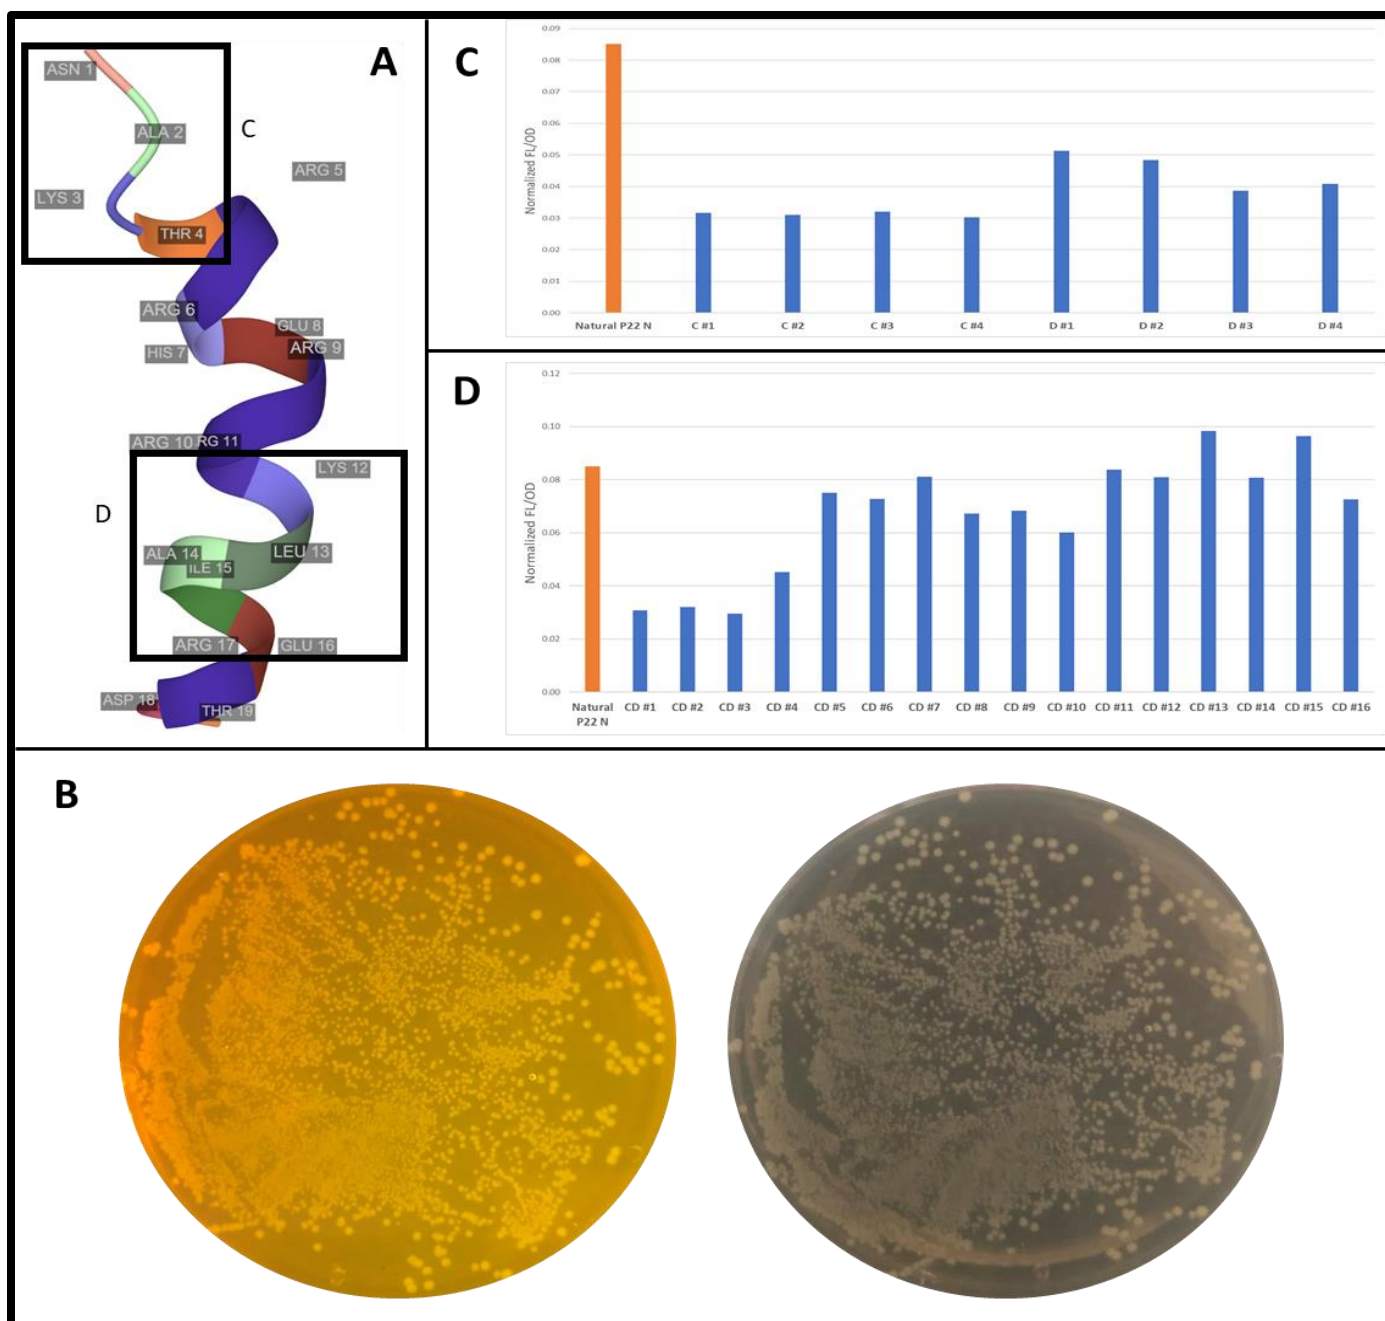 A
ASN 1
ALA 2
C
LYS 3
ARG 5
THR 4
ARG 6
GLU 8
HIS 7
ARG 9
ARG 10
RG 11
LYS 12
D
ALA 14
LEU 13
ILE 15
ARG 17
GLU 16
ASP 18
THR 19
C
Normalized FL/OD
0.09
0.08
0.07
0.06
0.05
0.04
0.03
0.02
0.01
0.00
Natural P22 N C #1 C #2 C #3 C #4 D #1 D #2 D #3 D #4
D
Normalized FL/OD
0.12
0.10
0.08
0.06
0.04
0.02
0.00
Natural CD #1 CD #2 CD #3 CD #4 CD #5 CD #6 CD #7 CD #8 CD #9 CD #10 CD #11 CD #12 CD #13 CD #14 CD #15 CD #16
P22 N
B